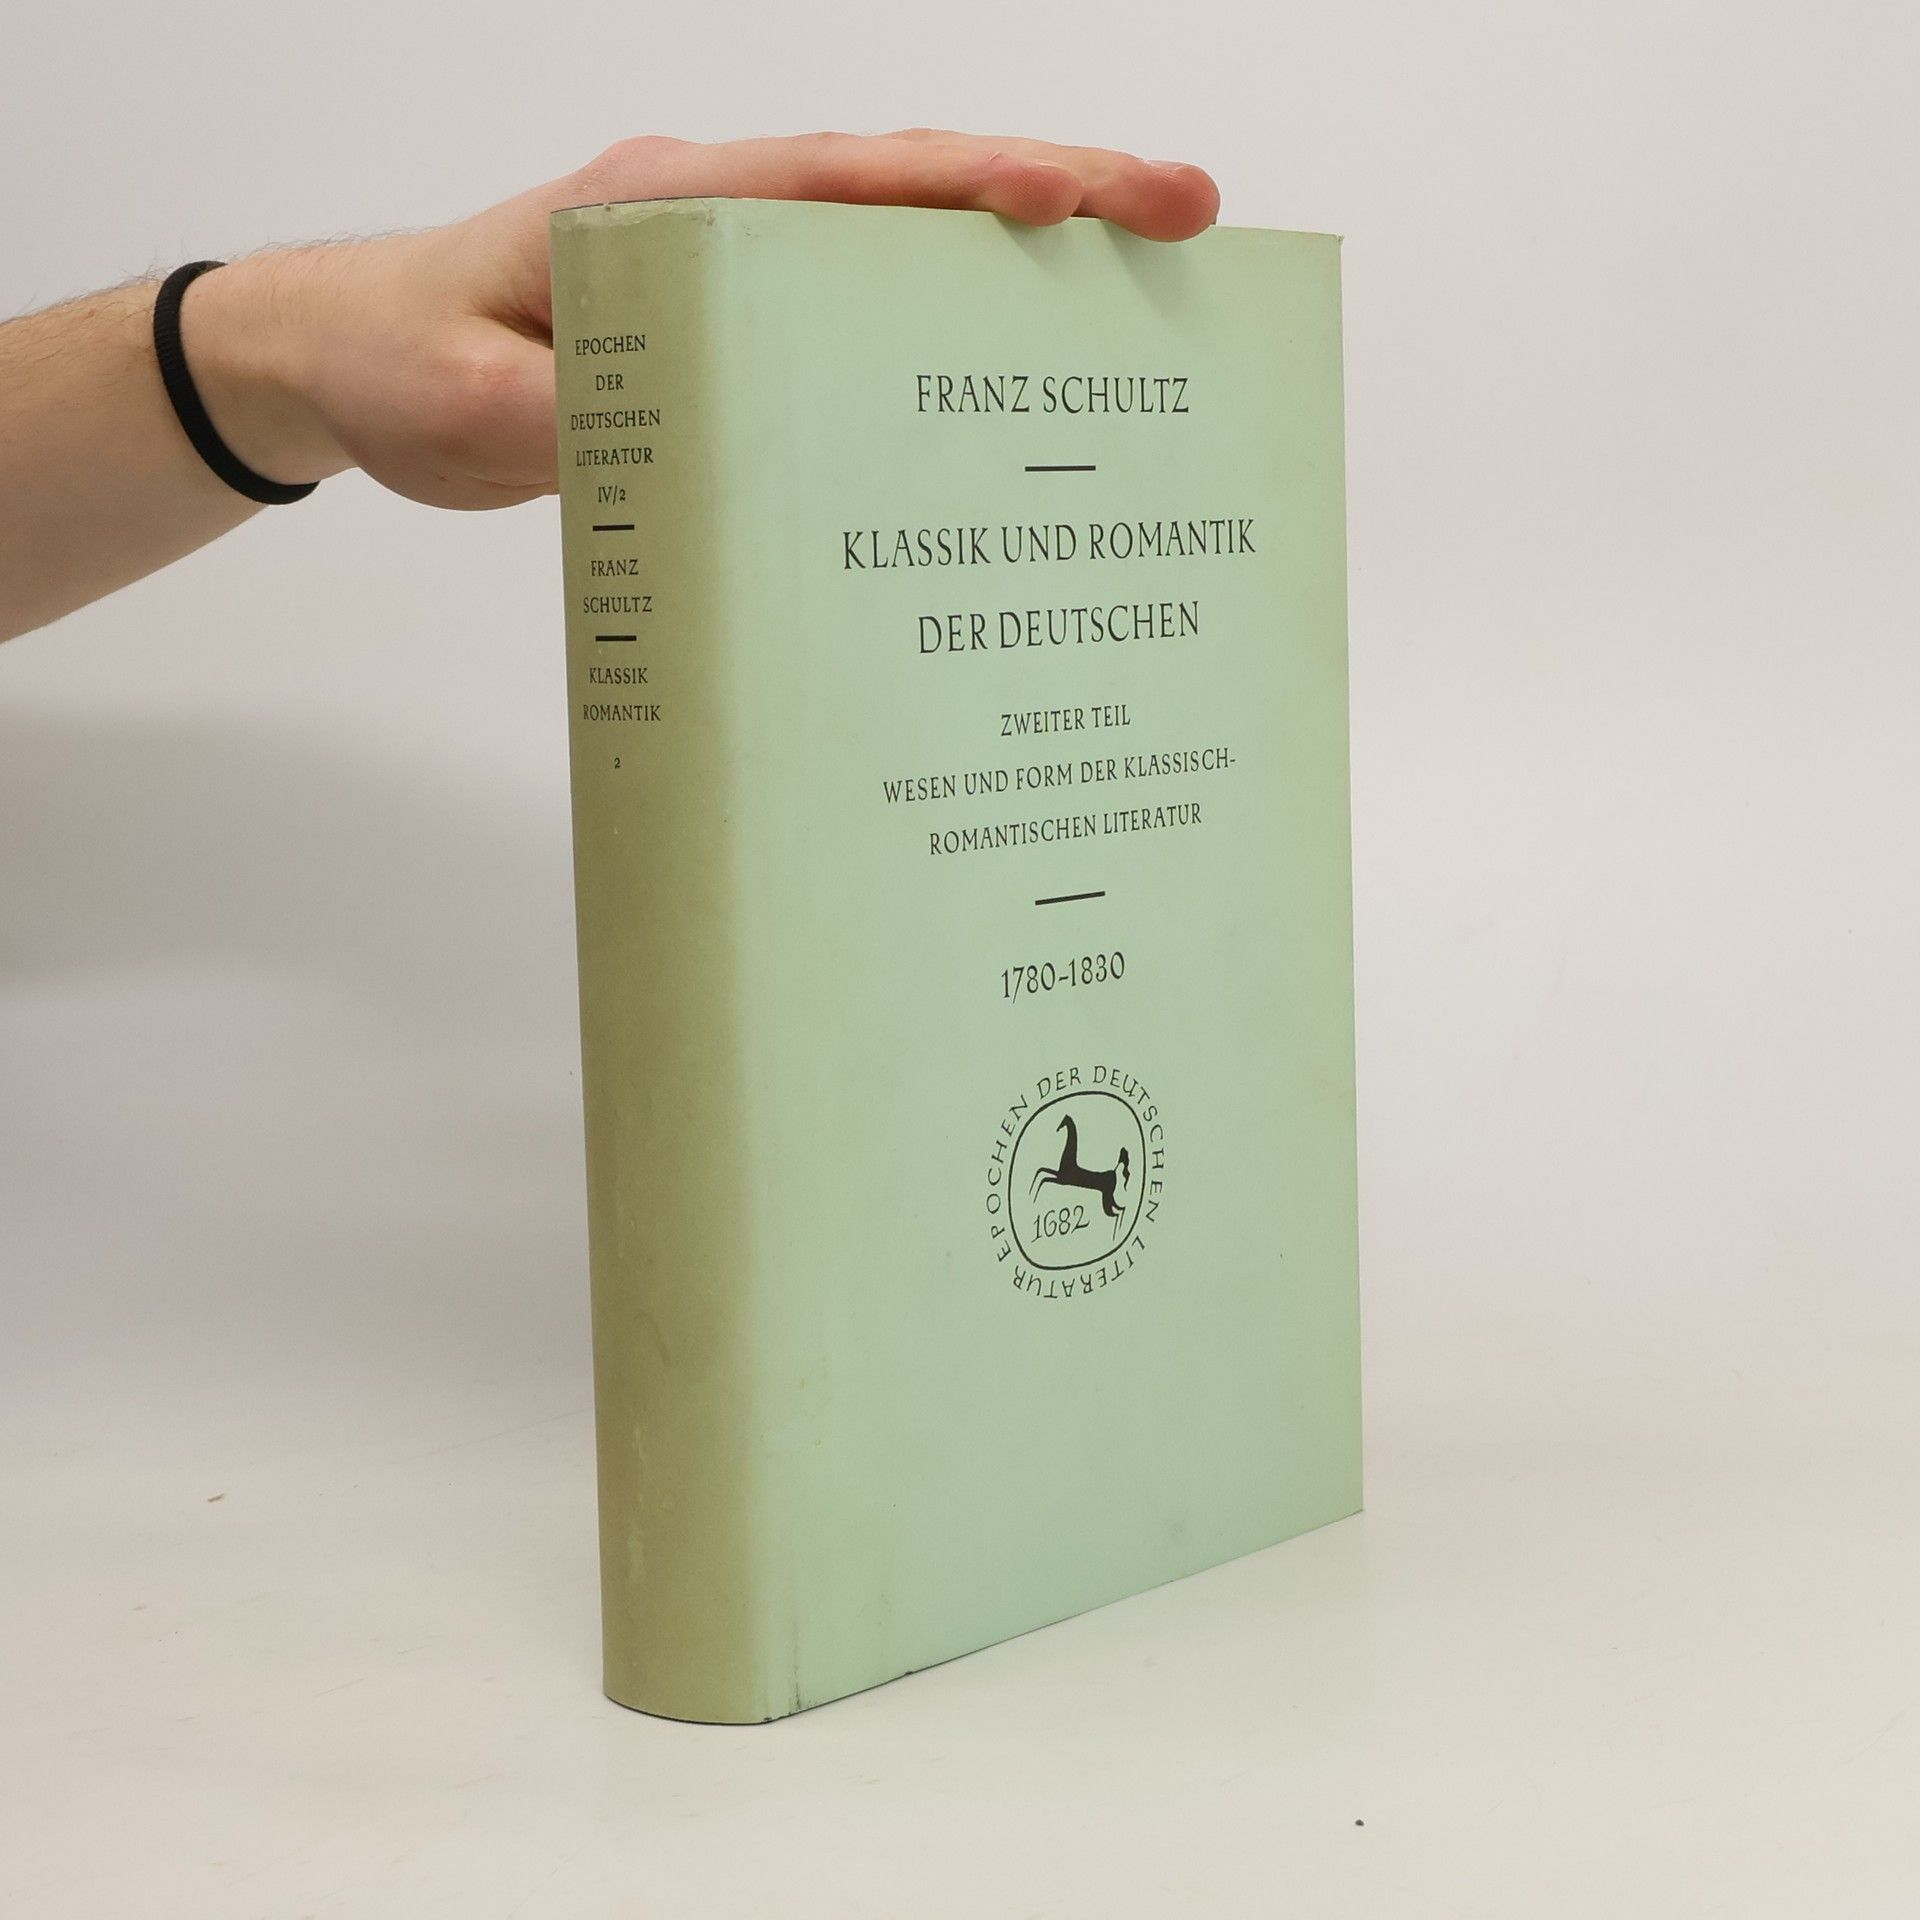 EPOCHEN
DER
DEUTSCHEN
LITERATUR
IV/2
FRANZ
SCHULTZ
KLASSIK
ROMANTIK
2
FRANZ SCHULTZ
KLASSIK UND ROMANTIK
DER DEUTSCHEN
ZWEITER TEIL
WESEN UND FORM DER KLASSISCH-
ROMANTISCHEN LITERATUR
1780-1830
EPOCHEN DER DEUTSCHEN LITERATUR
1682